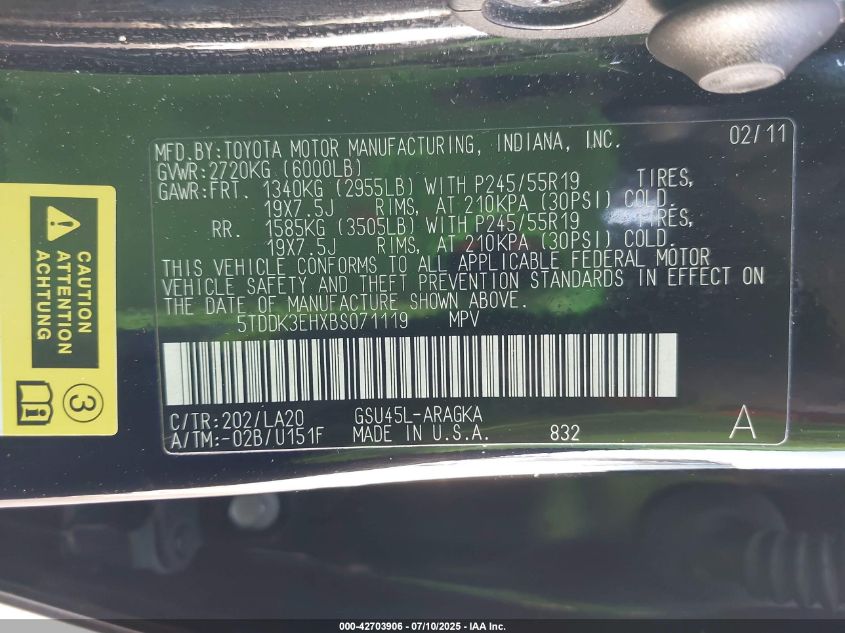 MFD.BY:TOYOTA MOTOR MANUFACTURING, INDIANA, INC. 02/11
GVWR:2720KG (6000LB)
GAWR:FRT. 1340KG (2955LB) WITH P245/55R19 TIRES,
19X7.5J RIMS, AT 210KPA (30PSI) COLD.
RR. 1585KG (3505LB) WITH P245/55R19 TIRES,
19X7.5J RIMS, AT 210KPA (30PSI) COLD.
THIS VEHICLE CONFORMS TO ALL APPLICABLE FEDERAL MOTOR
VEHICLE SAFETY AND THEFT PREVENTION STANDARDS IN EFFECT ON
THE DATE OF MANUFACTURE SHOWN ABOVE.
5TDDK3EHXBS071119 MPV
C/TR:202/LA20 GSU45L-ARAGKA
A/TM:-02B/U151F MADE IN U.S.A. 832 A
CAUTION
ATTENTION
ACHTUNG
3
000-42703906 - 07/10/2025 - IAA Inc.